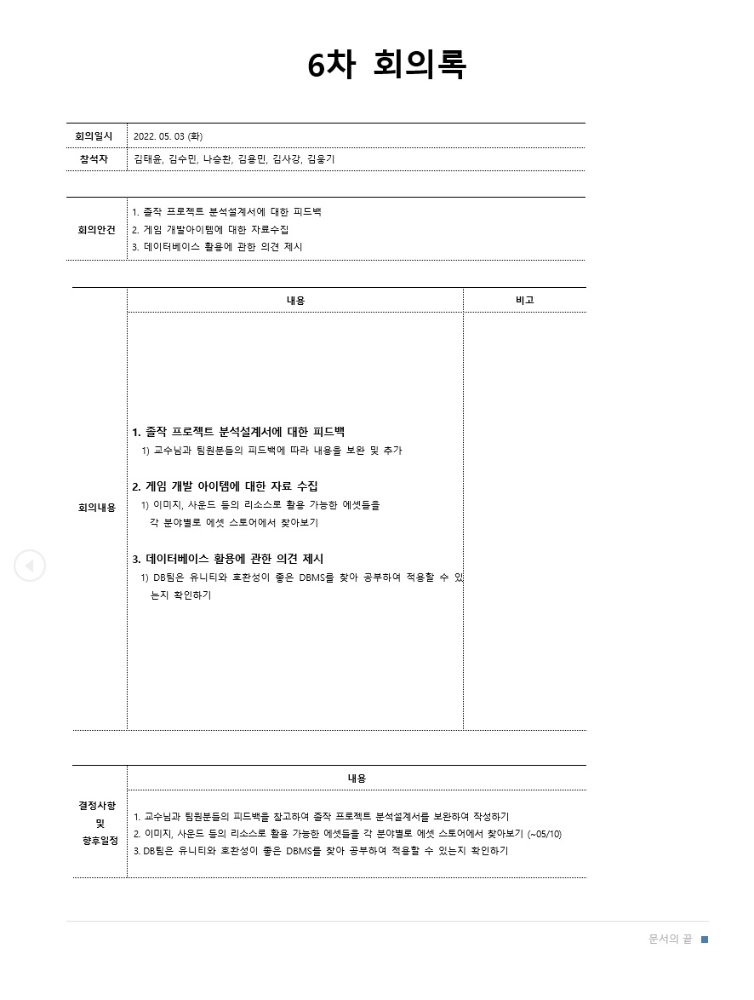 6차 회의록
회의일시 2022. 05. 03 (화)
참석자 김태윤, 김수민, 나승환, 김용민, 김사강, 김웅기
회의안건
1. 졸작 프로젝트 분석설계서에 대한 피드백
2. 게임 개발아이템에 대한 자료수집
3. 데이터베이스 활용에 관한 의견 제시
내용 비고
회의내용
1. 졸작 프로젝트 분석설계서에 대한 피드백
1) 교수님과 팀원분들의 피드백에 따라 내용을 보완 및 추가
2. 게임 개발 아이템에 대한 자료 수집
1) 이미지, 사운드 등의 리소스로 활용 가능한 에셋들을
각 분야별로 에셋 스토어에서 찾아보기
3. 데이터베이스 활용에 관한 의견 제시
1) DB팀은 유니티와 호환성이 좋은 DBMS를 찾아 공부하여 적용할 수 있
는지 확인하기
내용
결정사항
및
향후일정
1. 교수님과 팀원분들의 피드백을 참고하여 졸작 프로젝트 분석설계서를 보완하여 작성하기
2. 이미지, 사운드 등의 리소스로 활용 가능한 에셋들을 각 분야별로 에셋 스토어에서 찾아보기 (~05/10)
3. DB팀은 유니티와 호환성이 좋은 DBMS를 찾아 공부하여 적용할 수 있는지 확인하기
문서의 끝